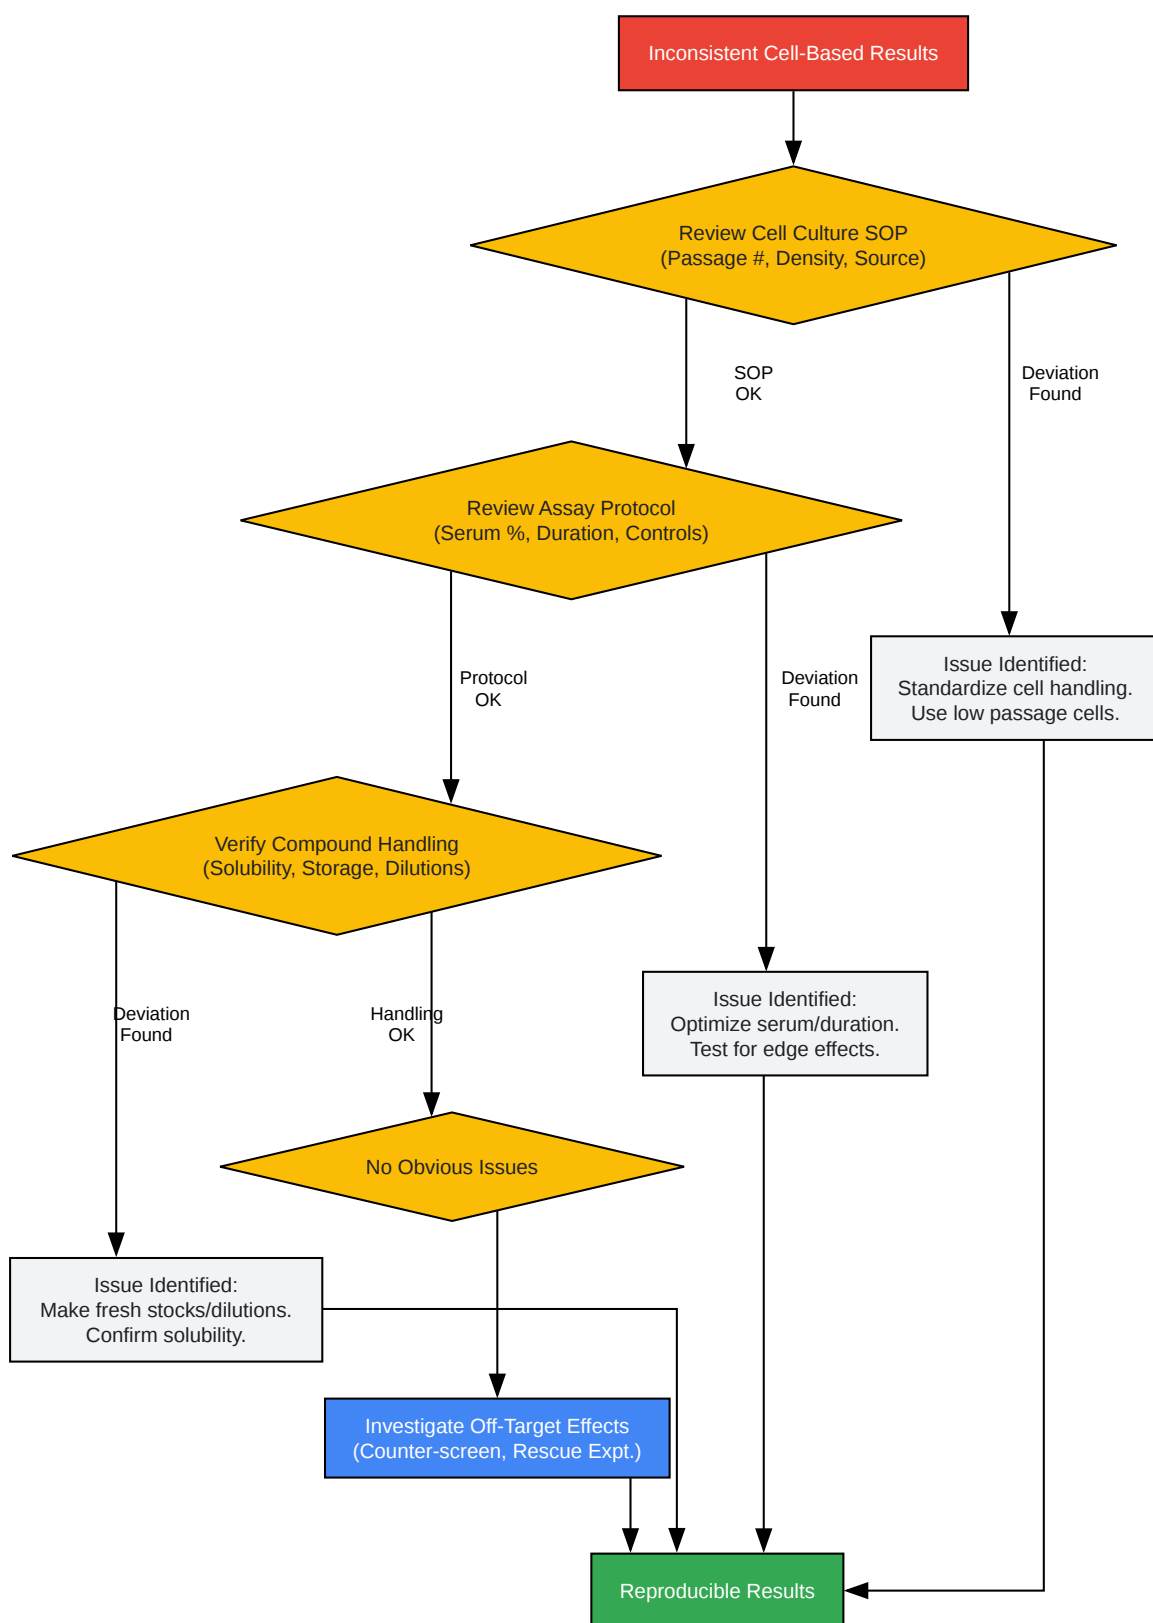 Inconsistent Cell-Based Results
Review Cell Culture SOP
(Passage #, Density, Source)
SOP
OK
Deviation
Found
Review Assay Protocol
(Serum %, Duration, Controls)
Protocol
OK
Deviation
Found
Issue Identified:
Standardize cell handling.
Use low passage cells.
Verify Compound Handling
(Solubility, Storage, Dilutions)
Deviation
Found
Handling
OK
Issue Identified:
Optimize serum/duration.
Test for edge effects.
No Obvious Issues
Issue Identified:
Make fresh stocks/dilutions.
Confirm solubility.
Investigate Off-Target Effects
(Counter-screen, Rescue Expt.)
Reproducible Results